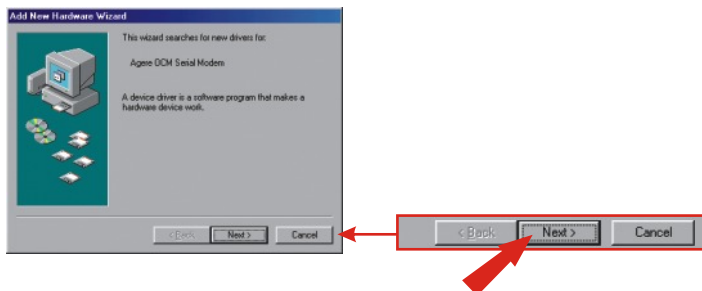 Add New Hardware Wizard
This wizard searches for new drivers for:
Agere OCM Serial Modem
A device driver is a software program that makes a
hardware device work.
< Back
Next >
Cancel
< Back
Next >
Cancel